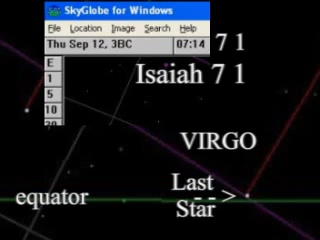 SkyGlobe for Windows
File Location Image Search Help
Thu Sep 12, 3BC 07:14 7 1
E
1 Isaiah 7 1
5
10
30
VIRGO
Last
equator - - >
Star